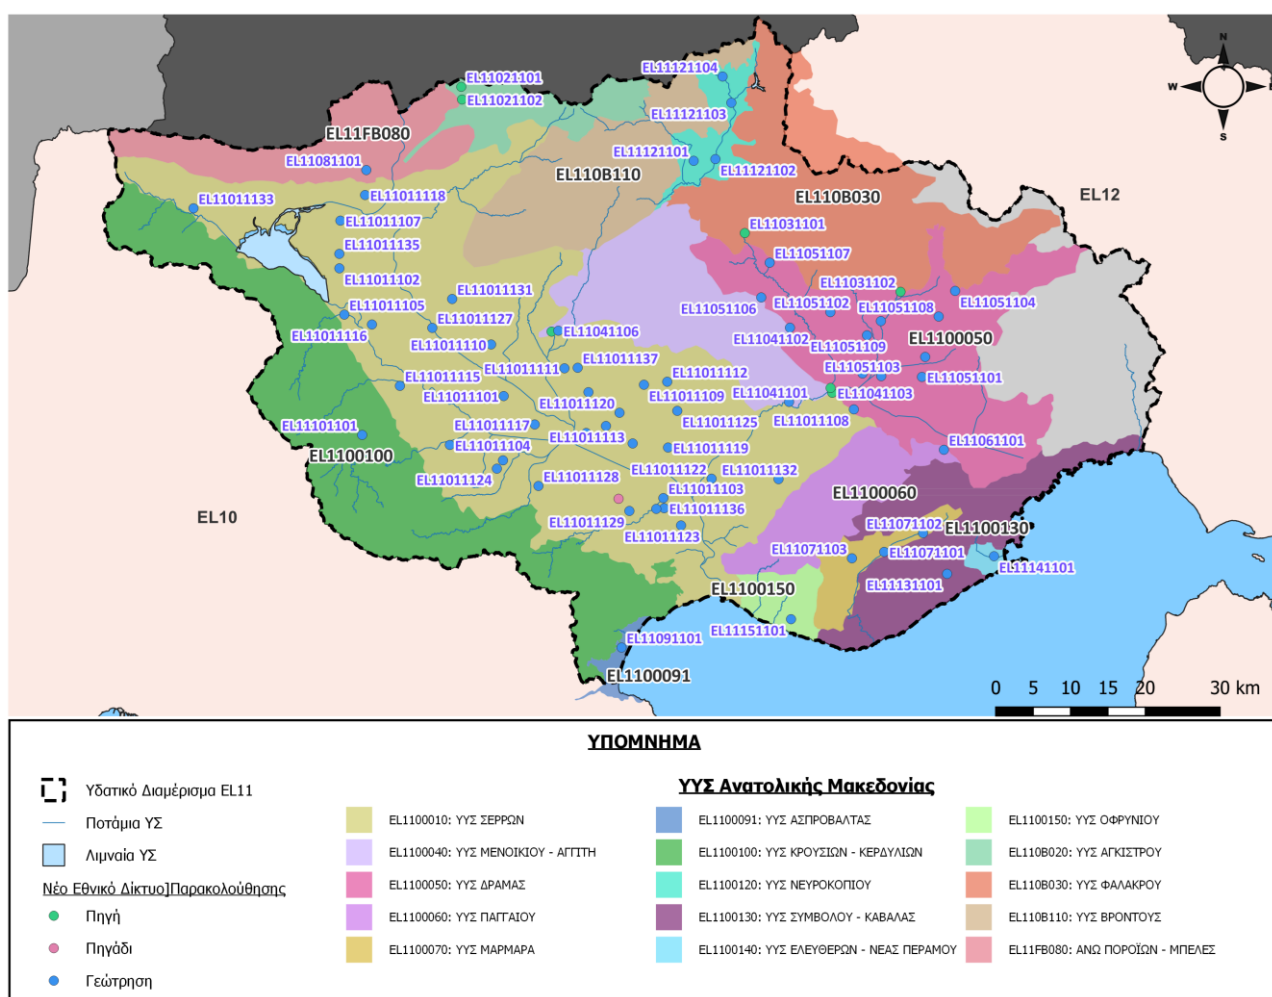 N
W
E
S
EL11121104
EL11021101
EL11021102
EL11121103
EL11FB080
EL11081101
EL11121101
EL11121102
EL110B110
EL110B030
EL12
EL11011133
EL11011118
EL11011107
EL11031101
EL11011135
EL11051107
EL11011102
EL11031102
EL11011131
EL11051104
EL11011105
EL11051106
EL11051102
EL11051108
EL11011116
EL11011127
EL11041106
EL11041102
EL11051109
EL1100050
EL11011110
EL11011111
EL11011137
EL11011112
EL11051103
EL11051101
EL11011115
EL11011101
EL11011120
EL11011109
EL11041101
EL11041103
EL11011125
EL11011108
EL11101101
EL11011117
EL11011113
EL11011104
EL11011119
EL11061101
EL1100100
EL11011124
EL11011128
EL11011122
EL11011132
EL11011103
EL1100060
EL10
EL11011129
EL11011136
EL11071102
EL1100130
EL11011123
EL11071103
EL11071101
EL11141101
EL11131101
EL1100150
EL11151101
EL11091101
EL1100091
0 5 10 15 20 30 km
ΥΠΟΜΝΗΜΑ
Υδατικό Διαμέρισμα EL11
Ποτάμια ΥΣ
Λιμναία ΥΣ
Νέο Εθνικό Δίκτυο]Παρακολούθησης
Πηγή
Πηγάδι
Γεώτρηση
ΥΥΣ Ανατολικής Μακεδονίας
EL1100010: ΥΥΣ ΣΕΡΡΩΝ
EL1100040: ΥΥΣ ΜΕΝΟΙΚΙΟΥ - ΑΓΓΙΤΗ
EL1100050: ΥΥΣ ΔΡΑΜΑΣ
EL1100060: ΥΥΣ ΠΑΓΓΑΙΟΥ
EL1100070: ΥΥΣ ΜΑΡΜΑΡΑ
EL1100091: ΥΥΣ ΑΣΠΡΟΒΑΛΤΑΣ
EL1100100: ΥΥΣ ΚΡΟΥΣΙΩΝ - ΚΕΡΔΥΛΙΩΝ
EL1100120: ΥΥΣ ΝΕΥΡΟΚΟΠΙΟΥ
EL1100130: ΥΥΣ ΣΥΜΒΟΛΟΥ - ΚΑΒΑΛΑΣ
EL1100140: ΥΥΣ ΕΛΕΥΘΕΡΩΝ - ΝΕΑΣ ΠΕΡΑΜΟΥ
EL1100150: ΥΥΣ ΟΦΡΥΝΙΟΥ
EL110B020: ΥΥΣ ΑΓΚΙΣΤΡΟΥ
EL110B030: ΥΥΣ ΦΑΛΑΚΡΟΥ
EL110B110: ΥΥΣ ΒΡΟΝΤΟΥΣ
EL11FB080: ΑΝΩ ΠΟΡΟΪΩΝ - ΜΠΕΛΕΣ